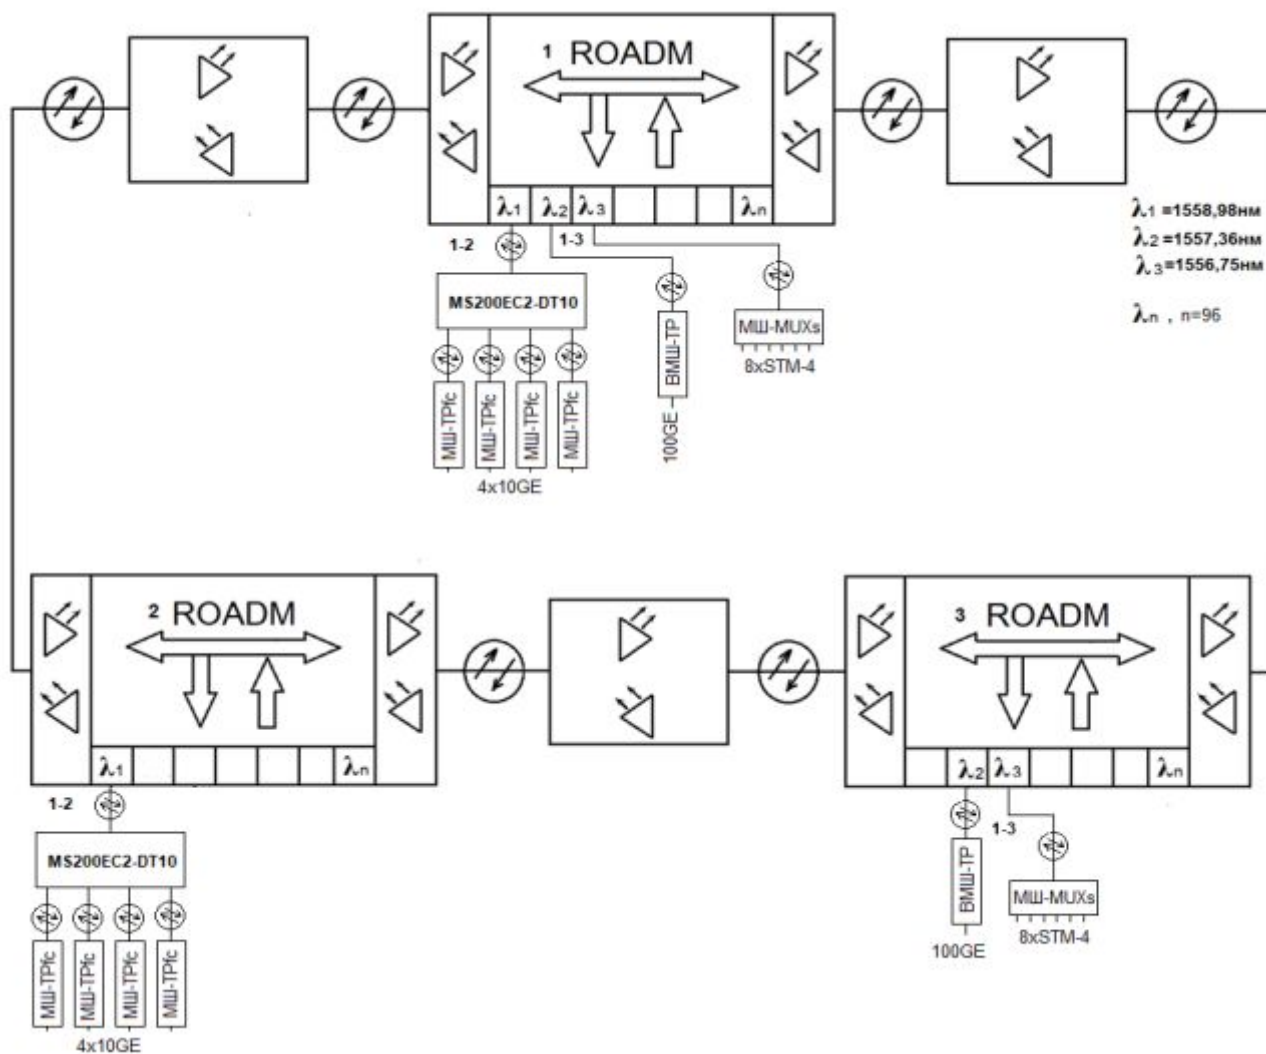 1 ROADM
λ1 λ2 λ3 λn
λ1 =1558,98нм
λ2 =1557,36нм
λ3 =1556,75нм
λn , n=96
1-2
1-3
MS200EC2-DT10
МШ-TPfc
МШ-TPfc
МШ-TPfc
МШ-TPfc
4x10GE
ВМШ-TP
100GE
МШ-MUXs
8xSTM-4
2 ROADM
λ1 λn
1-2
MS200EC2-DT10
МШ-TPfc
МШ-TPfc
МШ-TPfc
МШ-TPfc
4x10GE
3 ROADM
λ2 λ3 λn
1-3
ВМШ-TP
100GE
МШ-MUXs
8xSTM-4